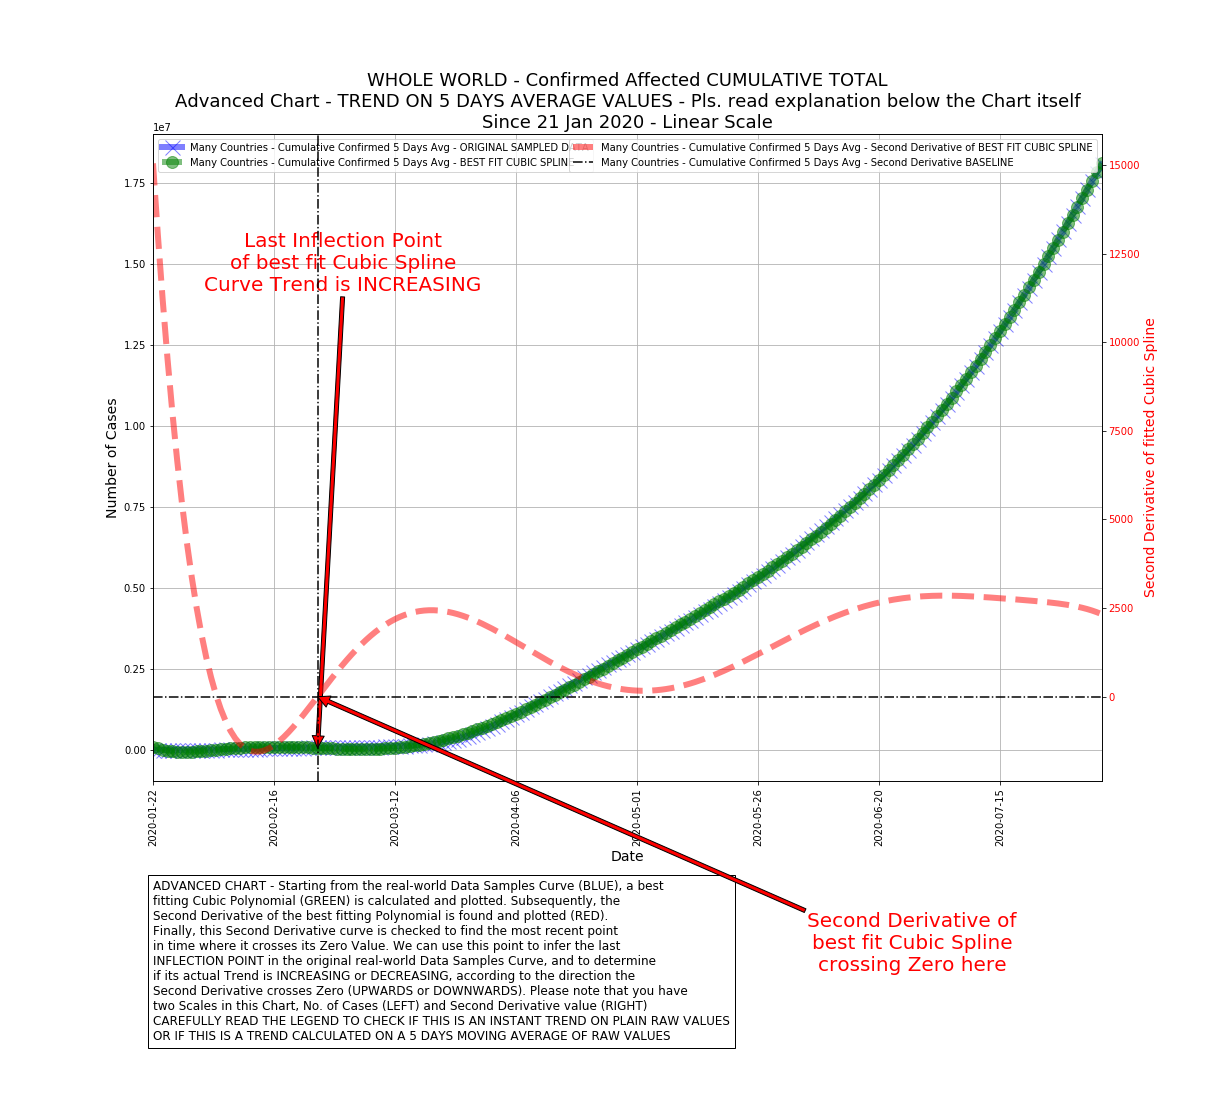 WHOLE WORLD - Confirmed Affected CUMULATIVE TOTAL
Advanced Chart - TREND ON 5 DAYS AVERAGE VALUES - Pls. read explanation below the Chart itself
Since 21 Jan 2020 - Linear Scale
1e7
Many Countries - Cumulative Confirmed 5 Days Avg - ORIGINAL SAMPLED DATA
Many Countries - Cumulative Confirmed 5 Days Avg - BEST FIT CUBIC SPLIN
Many Countries - Cumulative Confirmed 5 Days Avg - Second Derivative of BEST FIT CUBIC SPLINE
Many Countries - Cumulative Confirmed 5 Days Avg - Second Derivative BASELINE
Last Inflection Point
of best fit Cubic Spline
Curve Trend is INCREASING
Number of Cases
1.75
1.50
1.25
1.00
0.75
0.50
0.25
0.00
15000
12500
10000
7500
5000
2500
0
Second Derivative of fitted Cubic Spline
2020-01-22
2020-02-16
2020-03-12
2020-04-06
2020-05-01
2020-05-26
2020-06-20
2020-07-15
Date
ADVANCED CHART - Starting from the real-world Data Samples Curve (BLUE), a best
fitting Cubic Polynomial (GREEN) is calculated and plotted. Subsequently, the
Second Derivative of the best fitting Polynomial is found and plotted (RED).
Finally, this Second Derivative curve is checked to find the most recent point
in time where it crosses its Zero Value. We can use this point to infer the last
INFLECTION POINT in the original real-world Data Samples Curve, and to determine
if its actual Trend is INCREASING or DECREASING, according to the direction the
Second Derivative crosses Zero (UPWARDS or DOWNWARDS). Please note that you have
two Scales in this Chart, No. of Cases (LEFT) and Second Derivative value (RIGHT)
CAREFULLY READ THE LEGEND TO CHECK IF THIS IS AN INSTANT TREND ON PLAIN RAW VALUES
OR IF THIS IS A TREND CALCULATED ON A 5 DAYS MOVING AVERAGE OF RAW VALUES
Second Derivative of
best fit Cubic Spline
crossing Zero here